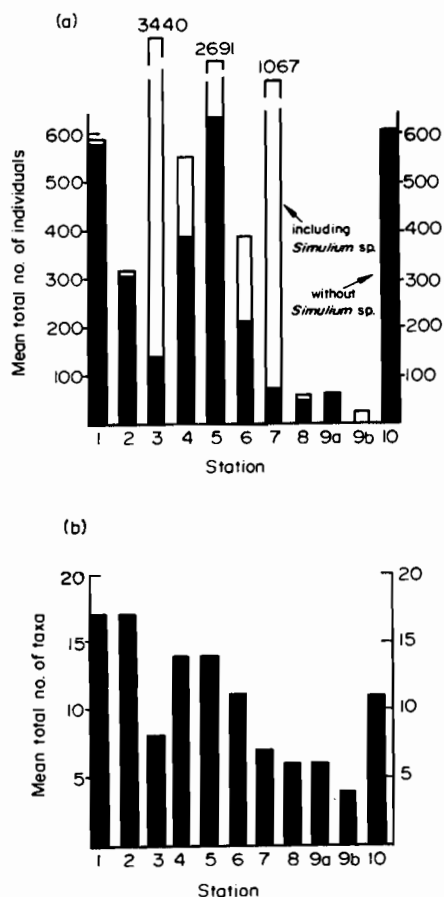 (a)
3440
2691
1067
600
500
400
300
200
100
Mean total no. of individuals
600
500
400
300
200
100
including
Simulium sp.
without
Simulium sp.
1 2 3 4 5 6 7 8 9a 9b 10
Station
(b)
20
15
10
5
Mean total no. of taxa
20
15
10
5
1 2 3 4 5 6 7 8 9a 9b 10
Station